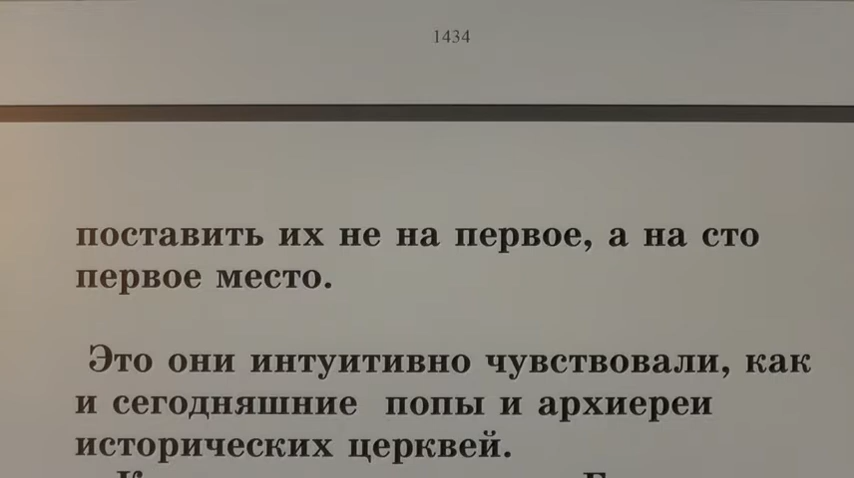 1434
поставить их не на первое, а на сто
первое место.
Это они интуитивно чувствовали, как
и сегодняшние попы и архиереи
исторических церквей.